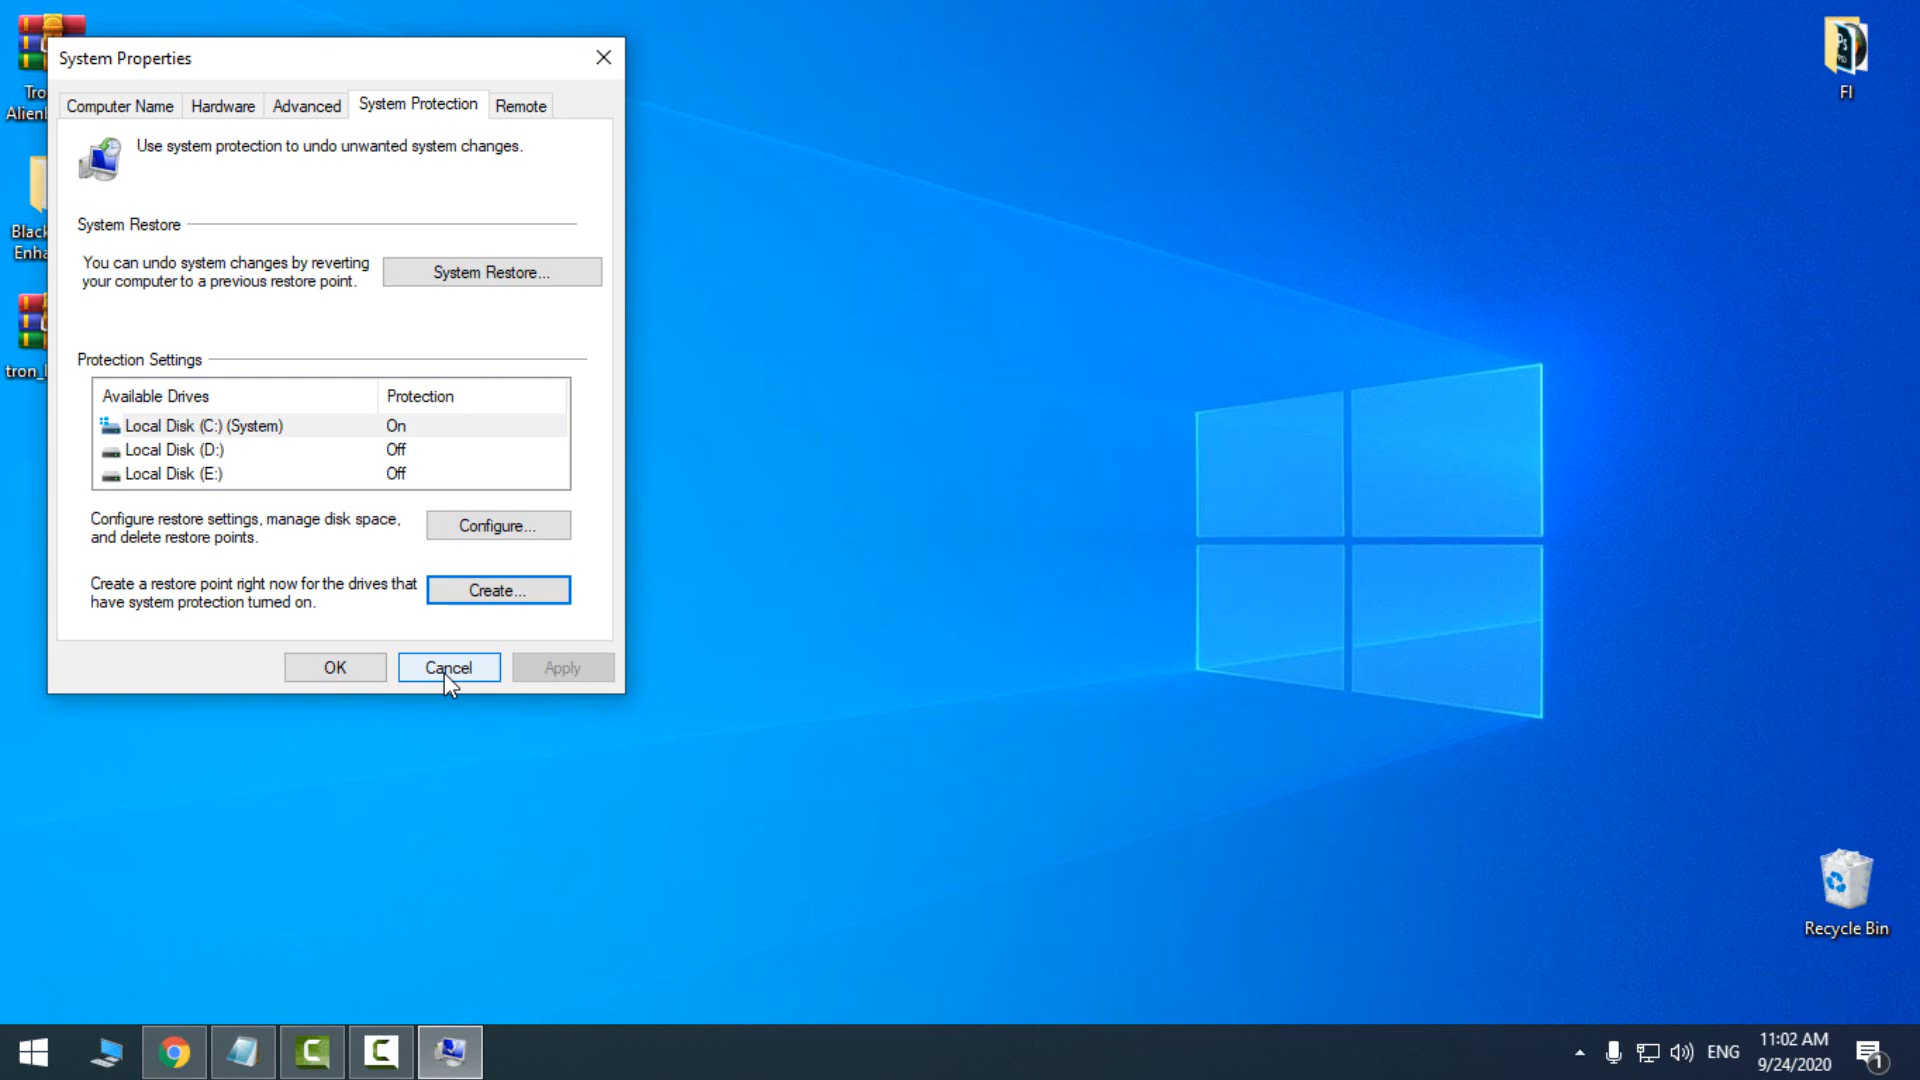 System Properties
Computer Name
Hardware
Advanced
System Protection
Remote
Use system protection to undo unwanted system changes.
System Restore
You can undo system changes by reverting
your computer to a previous restore point.
System Restore...
Protection Settings
Available Drives
Protection
Local Disk (C:) (System)
On
Local Disk (D:)
Off
Local Disk (E:)
Off
Configure restore settings, manage disk space,
and delete restore points.
Configure...
Create a restore point right now for the drives that
have system protection turned on.
Create...
OK
Cancel
Apply
Tro
Alien
Black
Enha
tron_
FI
Recycle Bin
ENG
11:02 AM
9/24/2020
1